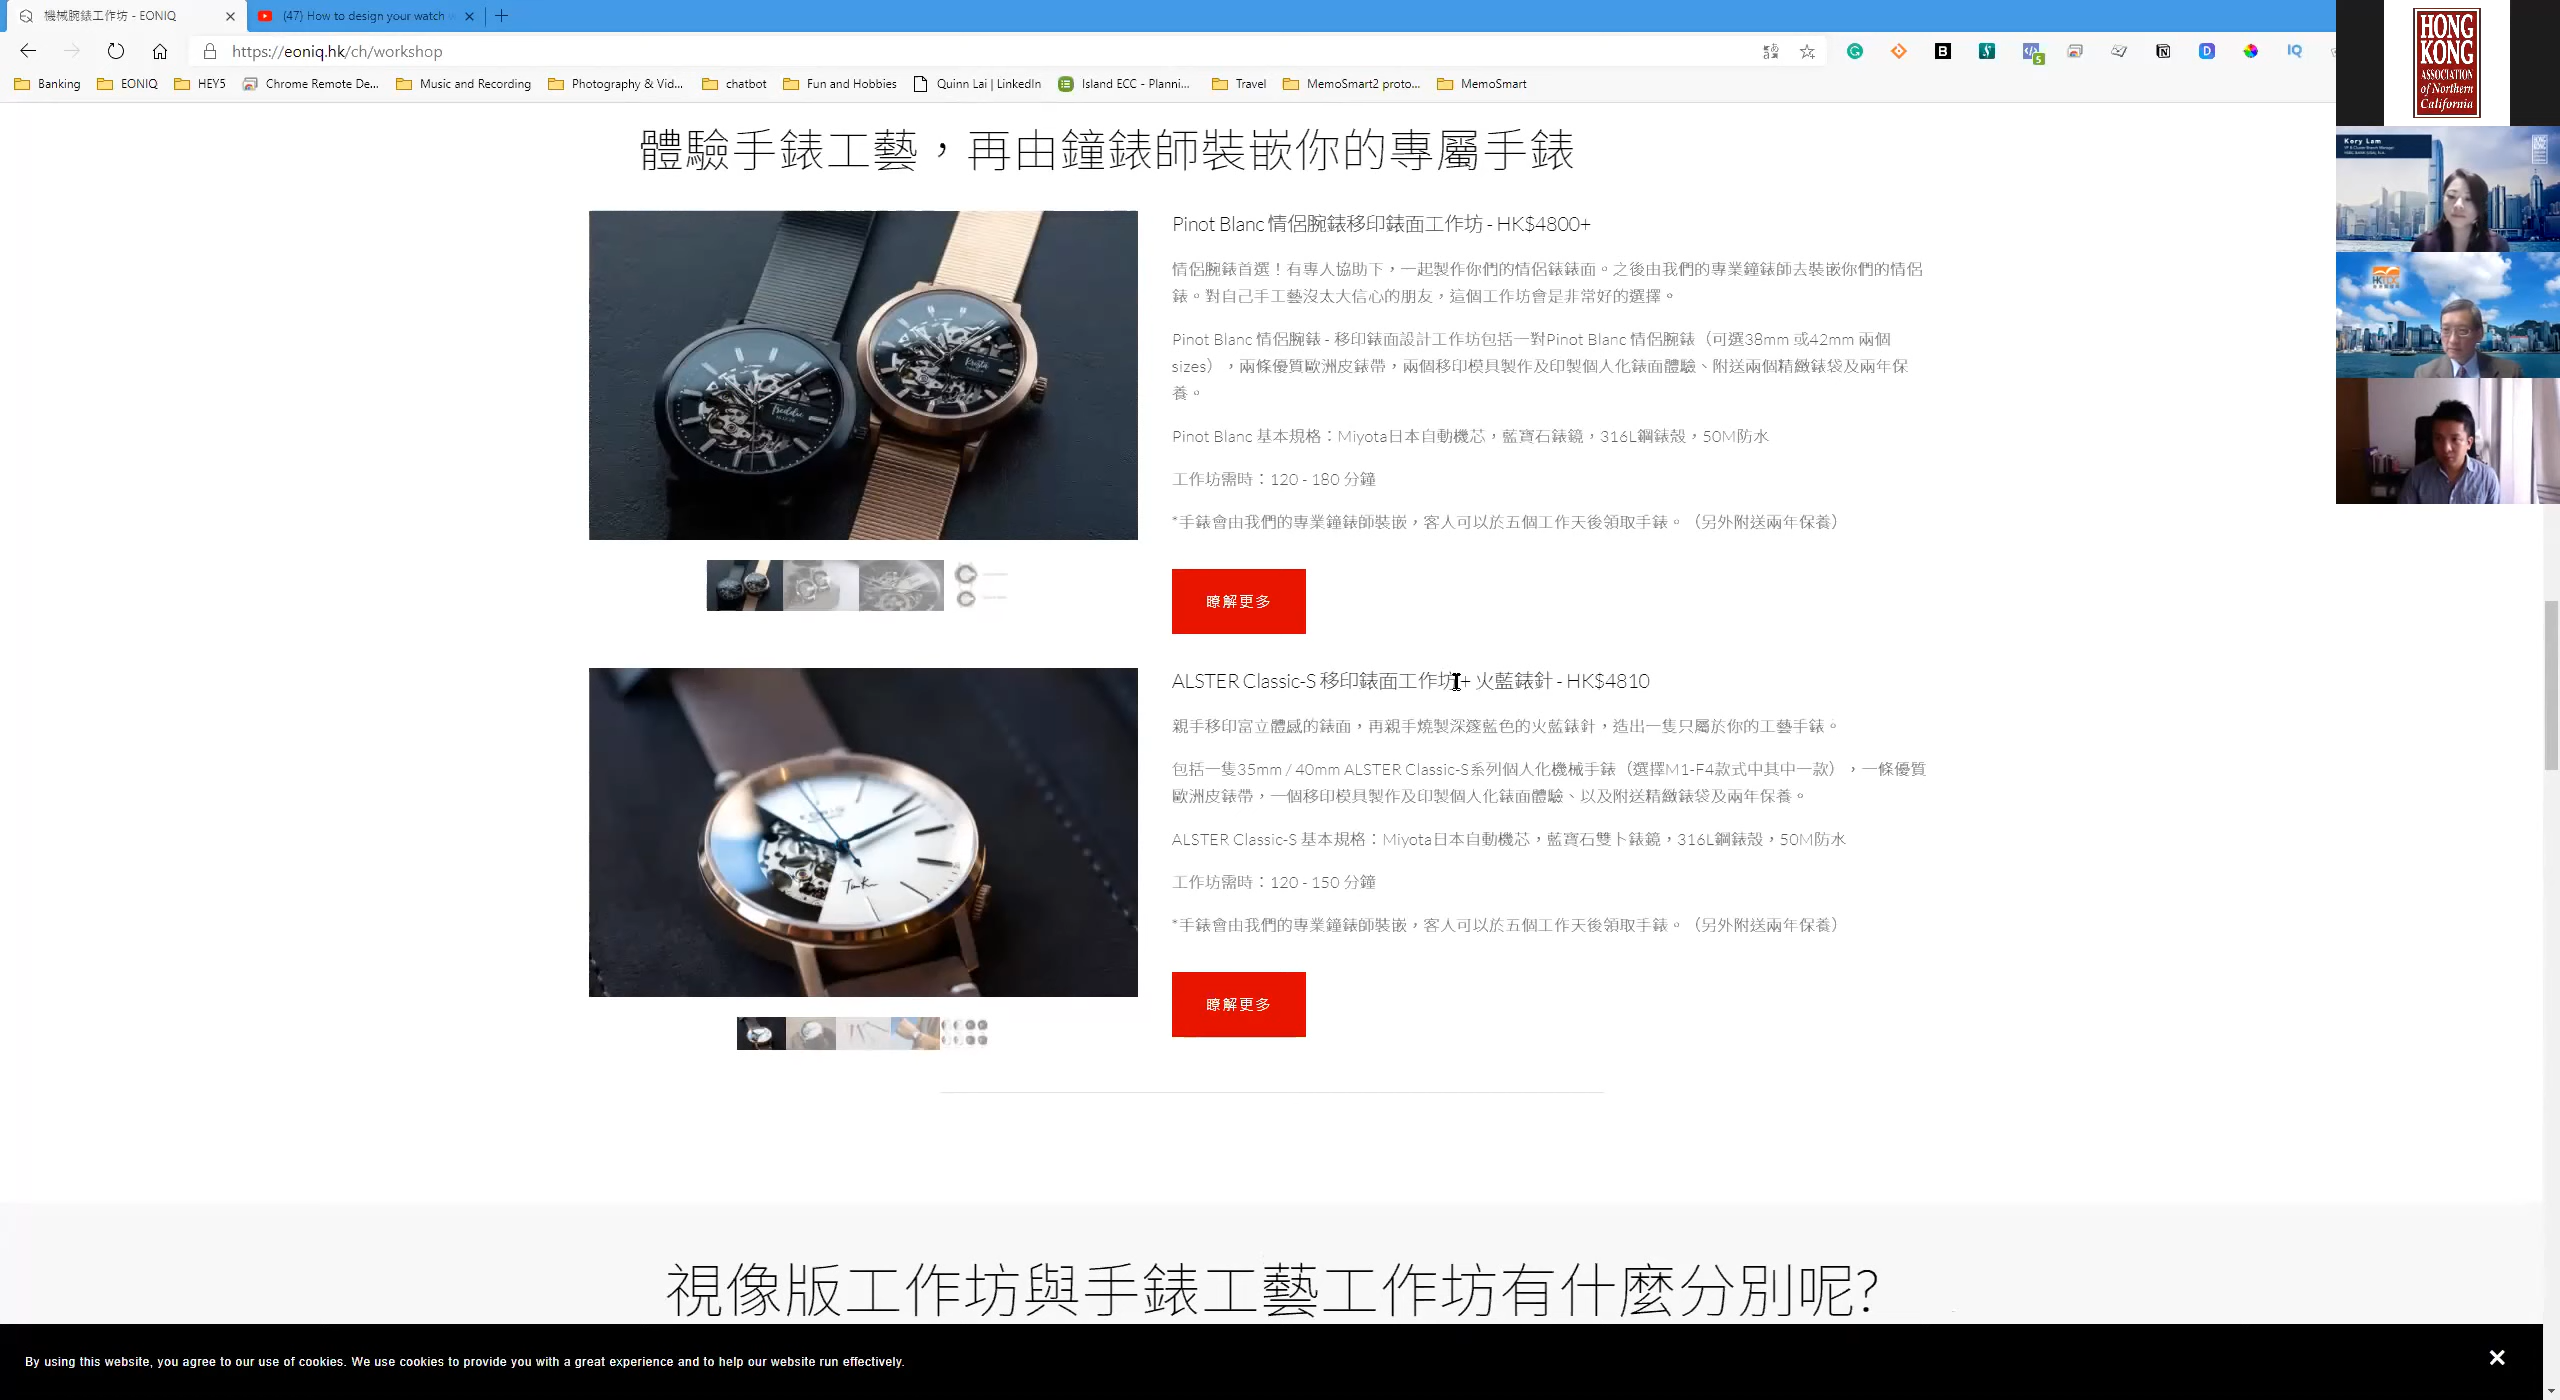 機械腕錶工作坊 - EONIQ
(47) How to design your watch
https://eoniq.hk/ch/workshop
Banking
EONIQ
HEY5
Chrome Remote De...
Music and Recording
Photography & Vid...
chatbot
Fun and Hobbies
Quinn Lai | LinkedIn
Island ECC - Planni...
Travel
MemoSmart2 proto...
MemoSmart
HONG
KONG
ASSOCIATION
of Northern
California
Kery Lam
體驗手錶工藝，再由鐘錶師裝嵌你的專屬手錶
Pinot Blanc 情侶腕錶移印錶面工作坊 - HK$4800+
情侶腕錶首選！有專人協助下，一起製作你們的情侶錶錶面。之後由我們的專業鐘錶師去裝嵌你們的情侶
錶。對自己手工藝沒太大信心的朋友，這個工作坊會是非常好的選擇。
Pinot Blanc 情侶腕錶 - 移印錶面設計工作坊包括一對Pinot Blanc 情侶腕錶（可選38mm 或42mm 兩個
sizes），兩條優質歐洲皮錶帶，兩個移印模具製作及印製個人化錶面體驗、附送兩個精緻錶袋及兩年保
養。
Pinot Blanc 基本規格：Miyota日本自動機芯，藍寶石錶鏡，316L鋼錶殼，50M防水
工作坊需時：120 - 180 分鐘
*手錶會由我們的專業鐘錶師裝嵌，客人可以於五個工作天後領取手錶。（另外附送兩年保養）
瞭解更多
ALSTER Classic-S 移印錶面工作坊+ 火藍錶針 - HK$4810
親手移印富立體感的錶面，再親手燒製深邃藍色的火藍錶針，造出一隻只屬於你的工藝手錶。
包括一隻35mm / 40mm ALSTER Classic-S系列個人化機械手錶（選擇M1-F4款式中其中一款），一條優質
歐洲皮錶帶，一個移印模具製作及印製個人化錶面體驗、以及附送精緻錶袋及兩年保養。
ALSTER Classic-S 基本規格：Miyota日本自動機芯，藍寶石雙卜錶鏡，316L鋼錶殼，50M防水
工作坊需時：120 - 150 分鐘
*手錶會由我們的專業鐘錶師裝嵌，客人可以於五個工作天後領取手錶。（另外附送兩年保養）
瞭解更多
視像版工作坊與手錶工藝工作坊有什麼分別呢?
By using this website, you agree to our use of cookies. We use cookies to provide you with a great experience and to help our website run effectively.